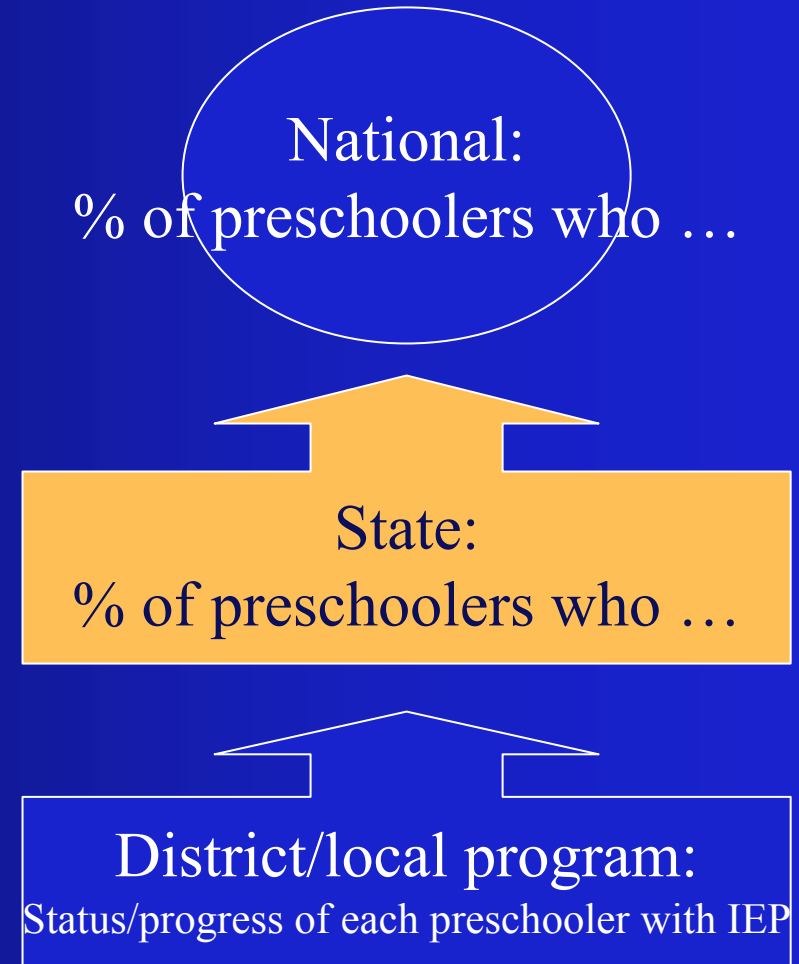 National:
% of preschoolers who …
State:
% of preschoolers who …
District/local program:
Status/progress of each preschooler with IEP